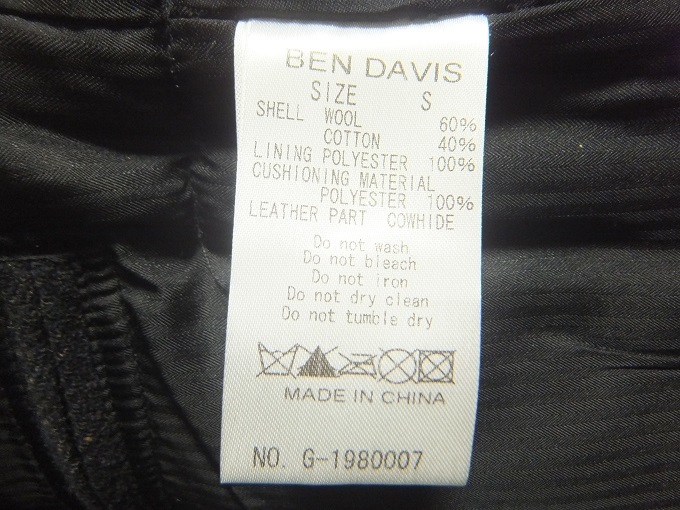 BEN DAVIS
SIZE S
SHELL WOOL 60%
COTTON 40%
LINING POLYESTER 100%
CUSHIONING MATERIAL
POLYESTER 100%
LEATHER PART COWHIDE
Do not wash
Do not bleach
Do not iron
Do not dry clean
Do not tumble dry
MADE IN CHINA
NO. G-1980007